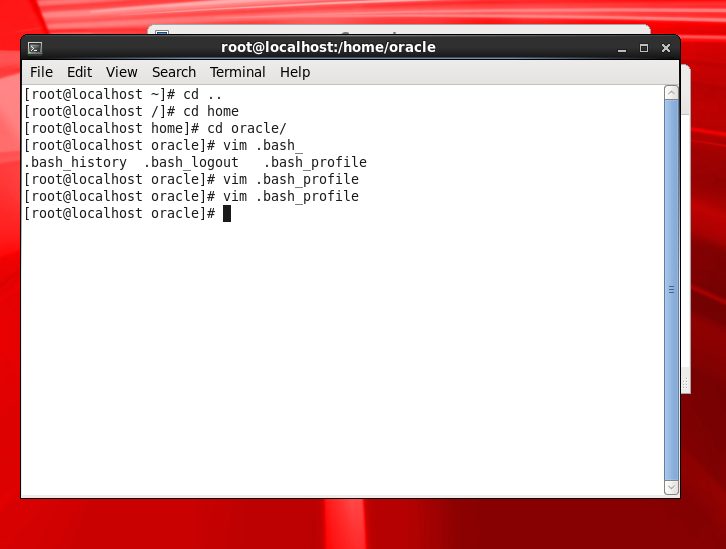 root@localhost:/home/oracle
File Edit View Search Terminal Help
[root@localhost ~]# cd ..
[root@localhost /]# cd home
[root@localhost home]# cd oracle/
[root@localhost oracle]# vim .bash_
.bash_history  .bash_logout   .bash_profile
[root@localhost oracle]# vim .bash_profile
[root@localhost oracle]# vim .bash_profile
[root@localhost oracle]#